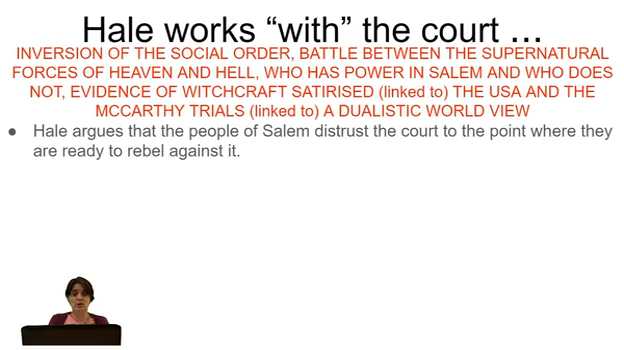 Hale works “with” the court …
INVERSION OF THE SOCIAL ORDER, BATTLE BETWEEN THE SUPERNATURAL
FORCES OF HEAVEN AND HELL, WHO HAS POWER IN SALEM AND WHO DOES
NOT, EVIDENCE OF WITCHCRAFT SATIRISED (linked to) THE USA AND THE
MCCARTHY TRIALS (linked to) A DUALISTIC WORLD VIEW
● Hale argues that the people of Salem distrust the court to the point where they
are ready to rebel against it.